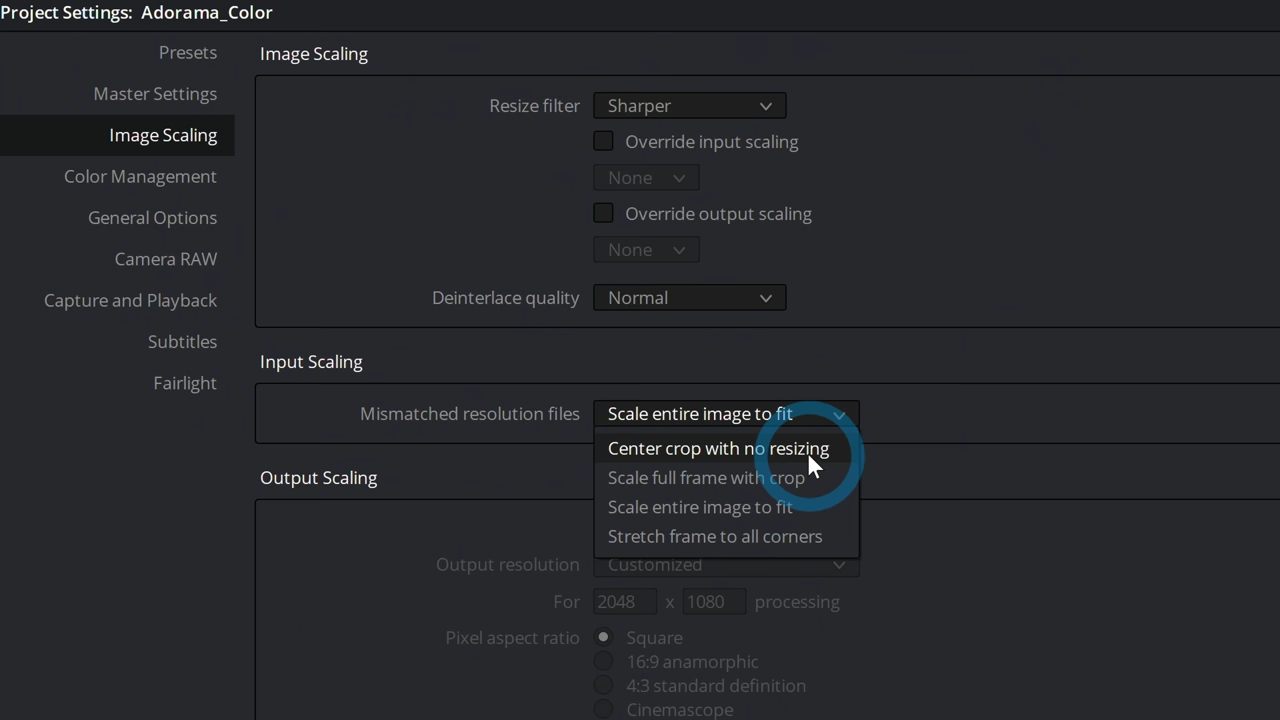 Project Settings: Adorama_Color
Presets
Master Settings
Image Scaling
Color Management
General Options
Camera RAW
Capture and Playback
Subtitles
Fairlight
Image Scaling
Resize filter Sharper
Override input scaling
None
Override output scaling
None
Deinterlace quality Normal
Input Scaling
Mismatched resolution files Scale entire image to fit
Center crop with no resizing
Scale full frame with crop
Scale entire image to fit
Stretch frame to all corners
Output Scaling
Output resolution Customized
For 2048 x 1080 processing
Pixel aspect ratio Square
16:9 anamorphic
4:3 standard definition
Cinemascope